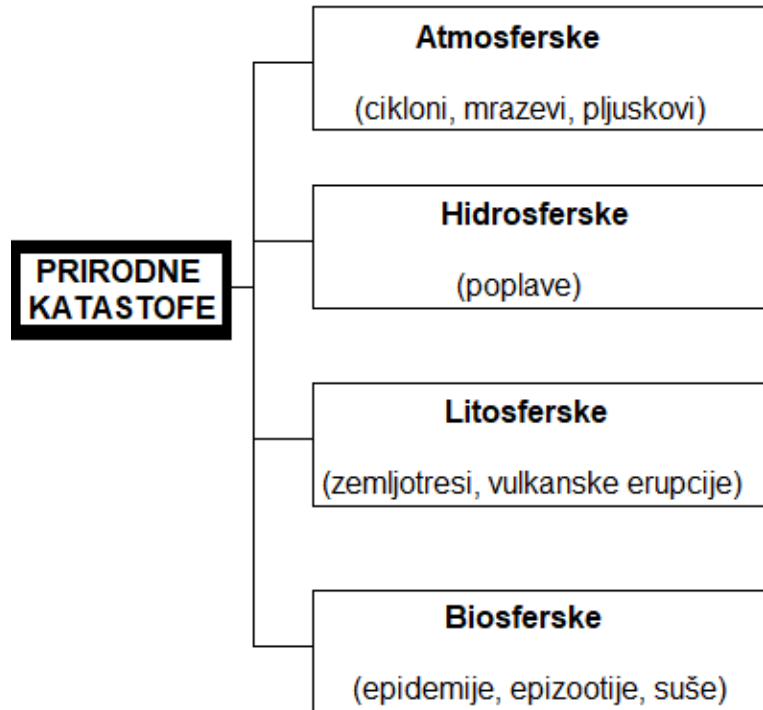 Atmosferske
(cikloni, mrazevi, pljuskovi)
Hidrosferske
(poplave)
PRIRODNE
KATASTOFE
Litosferske
(zemljotresi, vulkanske erupcije)
Biosferske
(epidemije, epizootije, suše)